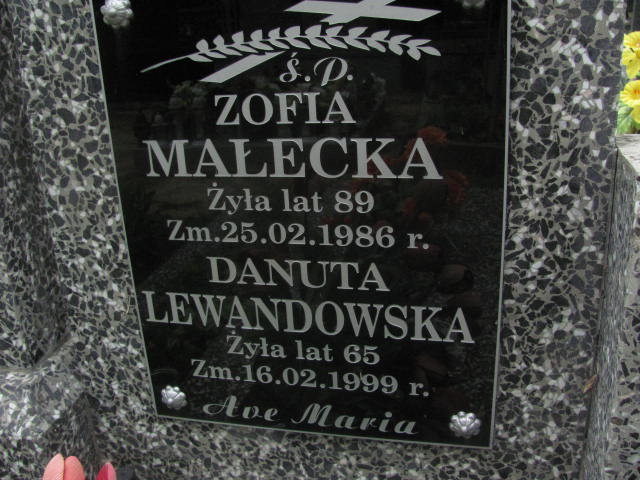 Ś.P.
ZOFIA
MAŁECKA
Żyła lat 89
Zm.25.02.1986 r.
DANUTA
LEWANDOWSKA
Żyła lat 65
Zm.16.02.1999 r.
Ave Maria